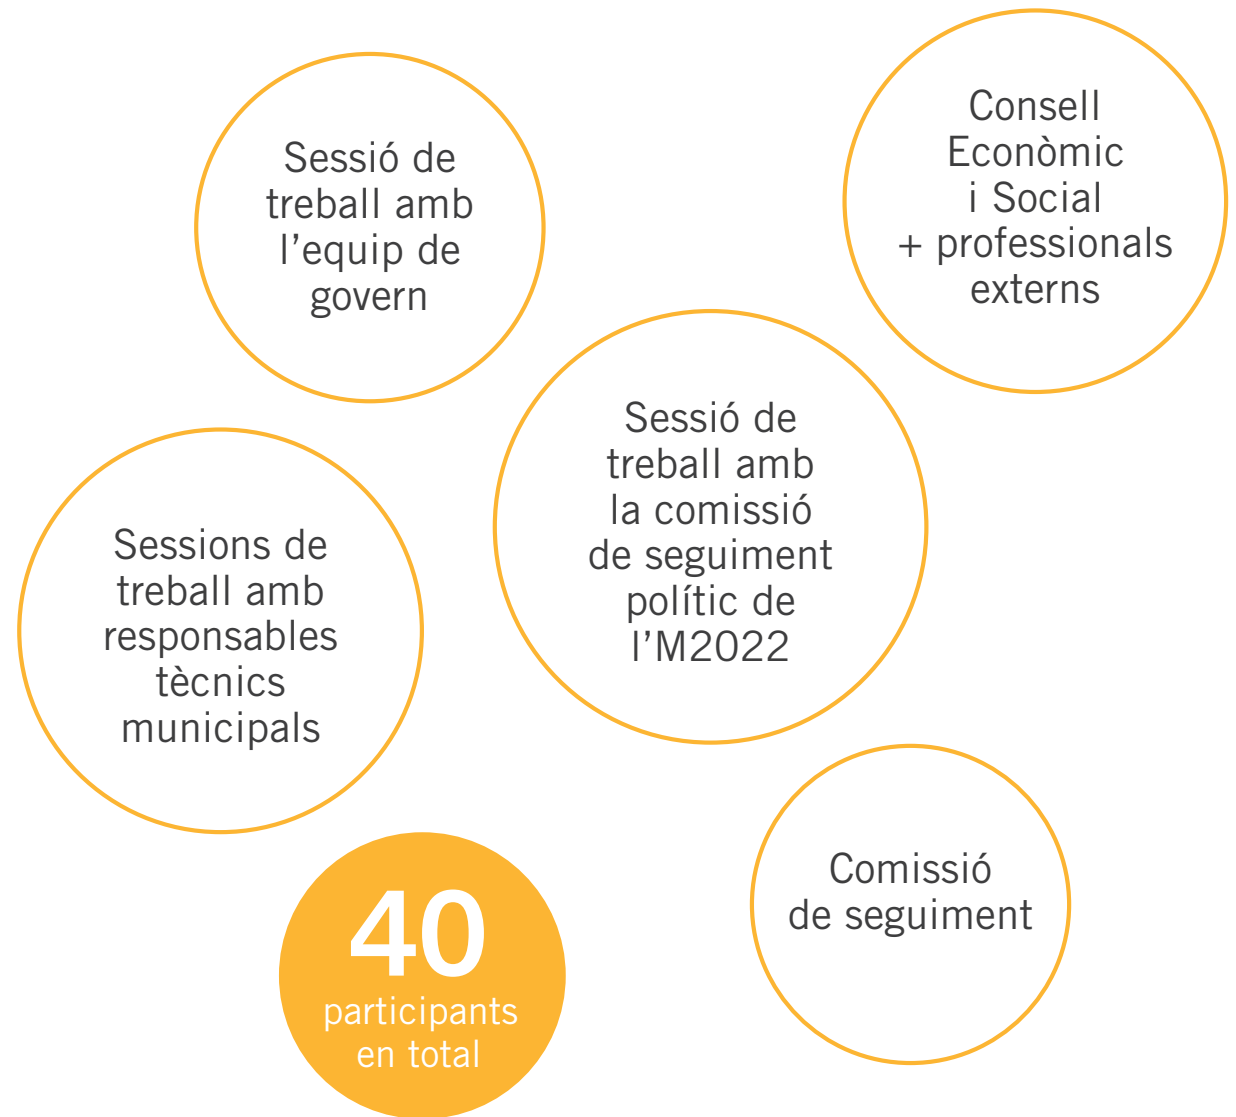 Sessió de
treball amb
l’equip de
govern
Consell
Econòmic
i Social
+ professionals
externs
Sessió de
treball amb
la comissió
de seguiment
polític de
l’M2022
Sessions de
treball amb
responsables
tècnics
municipals
Comissió
de seguiment
40
participants
en total